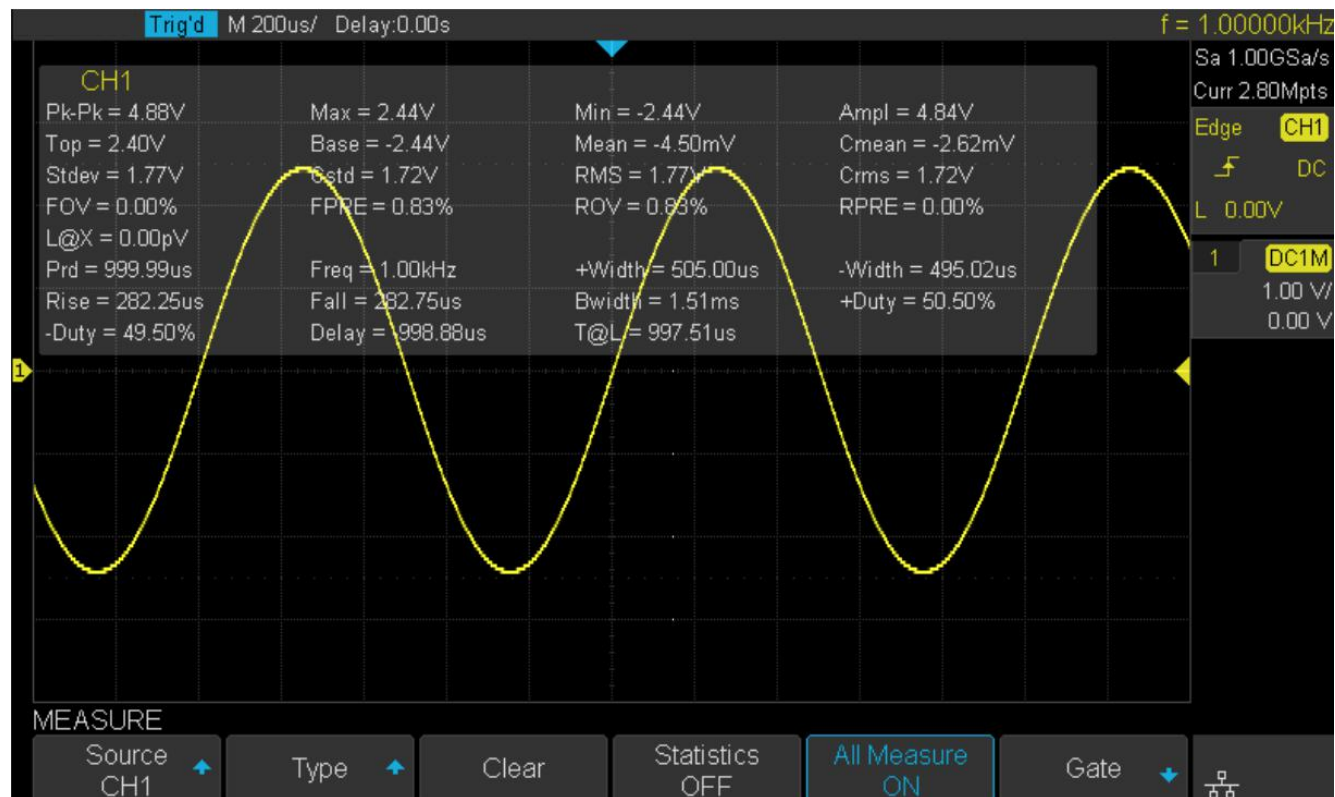 Trig'd M 200us/ Delay:0.00s f = 1.00000kHz
Sa 1.00GSa/s
Curr 2.80Mpts
Edge CH1
DC
L 0.00V
1 DC1M
1.00 V/
0.00 V
CH1
Pk-Pk = 4.88V Max = 2.44V Min = -2.44V Ampl = 4.84V
Top = 2.40V Base = -2.44V Mean = -4.50mV Cmean = -2.62mV
Stdev = 1.77V Cstd = 1.72V RMS = 1.77V Crms = 1.72V
FOV = 0.00% FPRE = 0.83% ROV = 0.83% RPRE = 0.00%
L@X = 0.00pV
Prd = 999.99us Freq = 1.00kHz +Width = 505.00us -Width = 495.02us
Rise = 282.25us Fall = 282.75us Bwidth = 1.51ms +Duty = 50.50%
-Duty = 49.50% Delay = -998.88us T@L = 997.51us
1
MEASURE
Source CH1
Type
Clear
Statistics OFF
All Measure ON
Gate